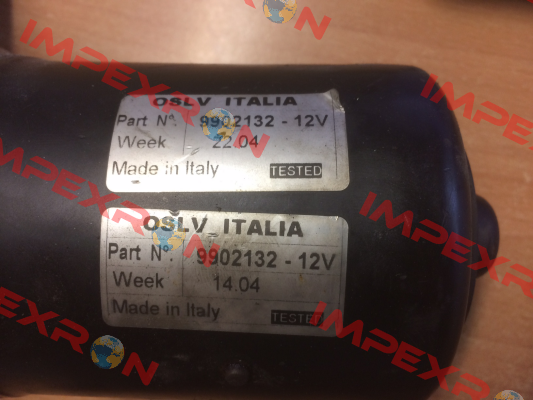 OSLV ITALIA
Part N°. 9902132 - 12V
Week 22.04
Made in Italy TESTED
OSLV ITALIA
Part N° 9902132 - 12V
Week 14.04
Made in Italy TESTED
IMPEXRON
IMPEXRON
IMPEXRON
IMPEXRON